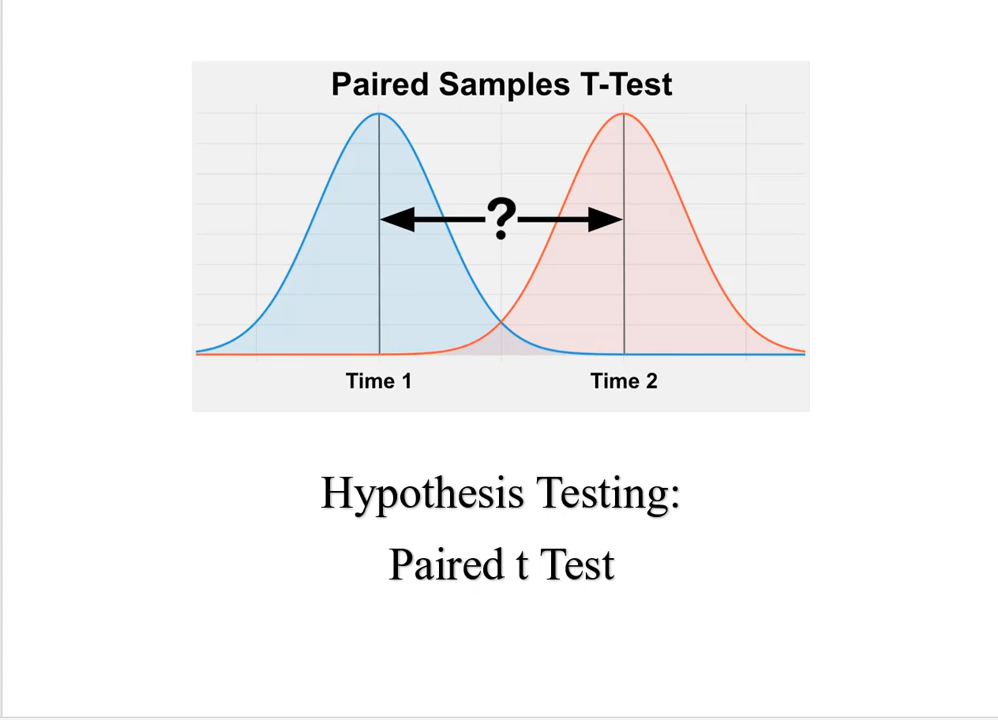 Paired Samples T-Test
?
Time 1
Time 2
Hypothesis Testing:
Paired t Test